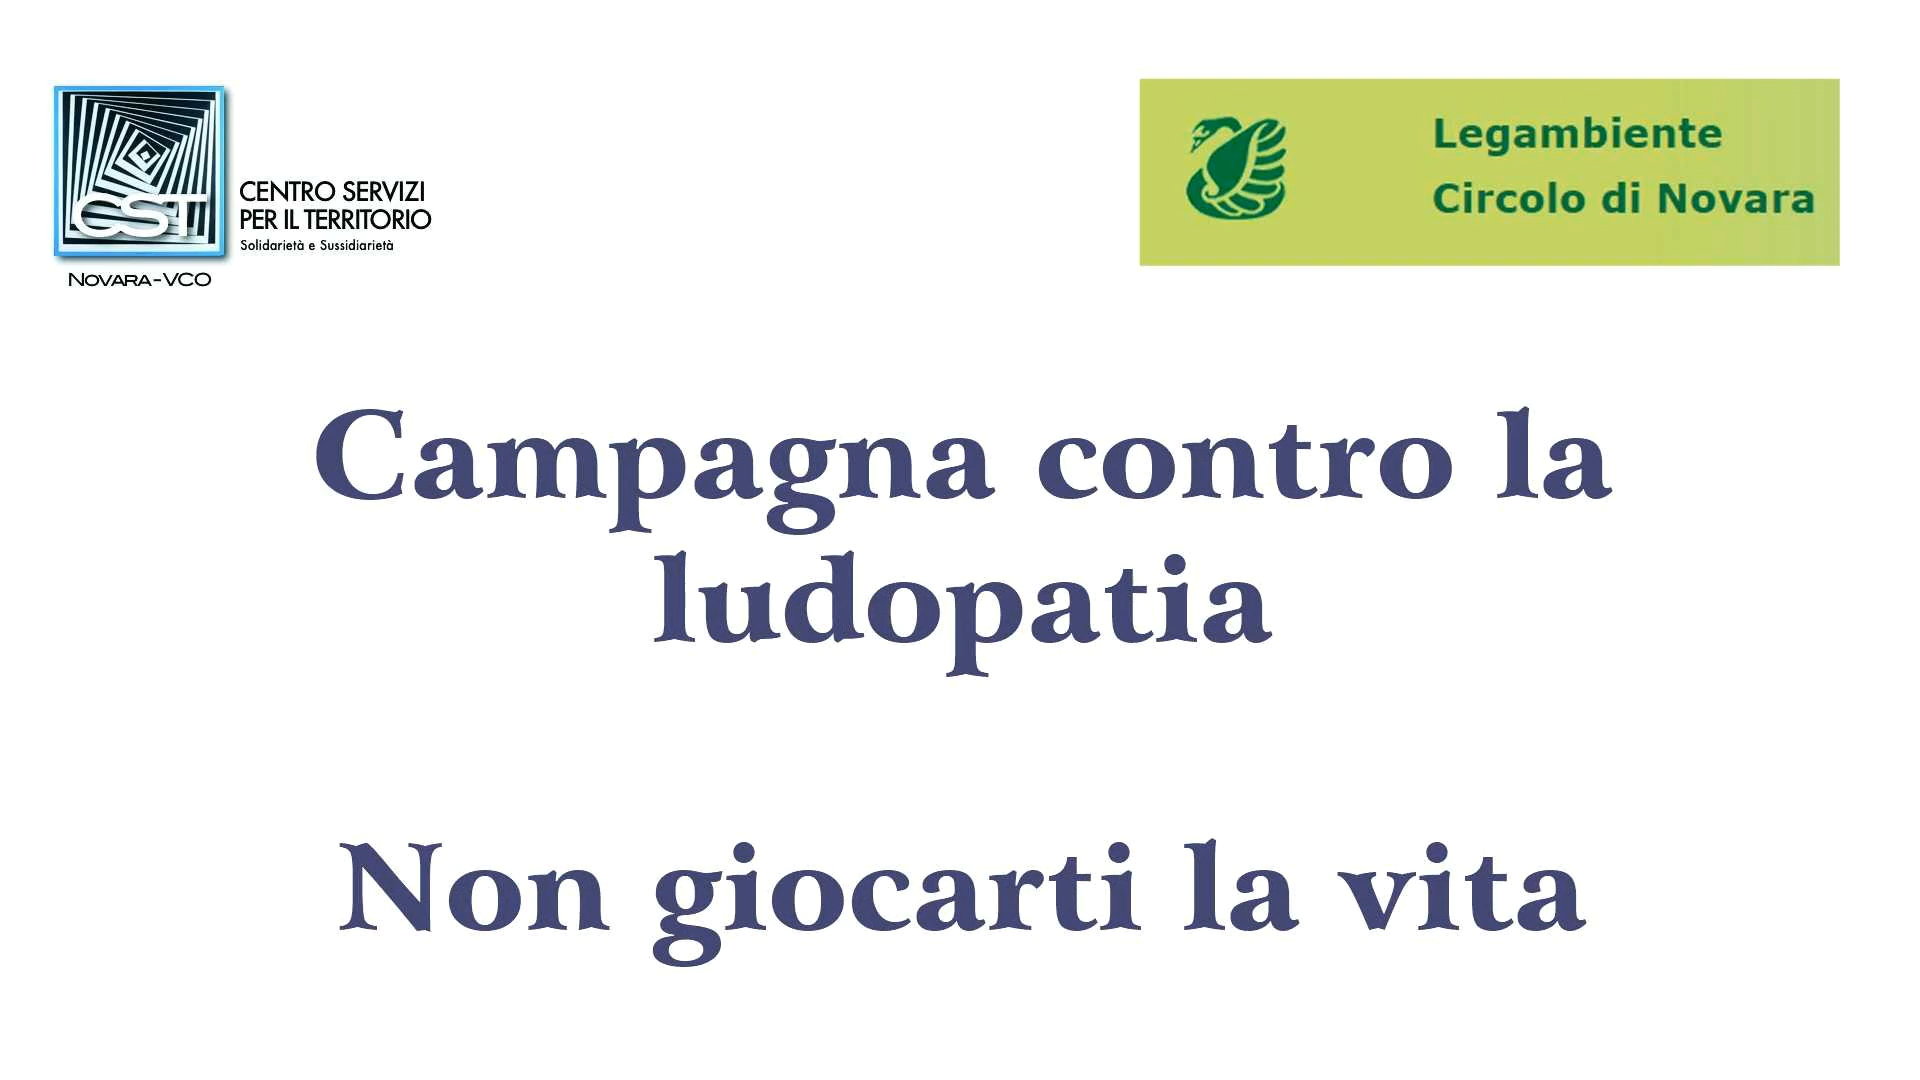 CST
CENTRO SERVIZI
PER IL TERRITORIO
Solidarietà e Sussidiarietà
NOVARA-VCO
Legambiente
Circolo di Novara
Campagna contro la
ludopatia
Non giocarti la vita